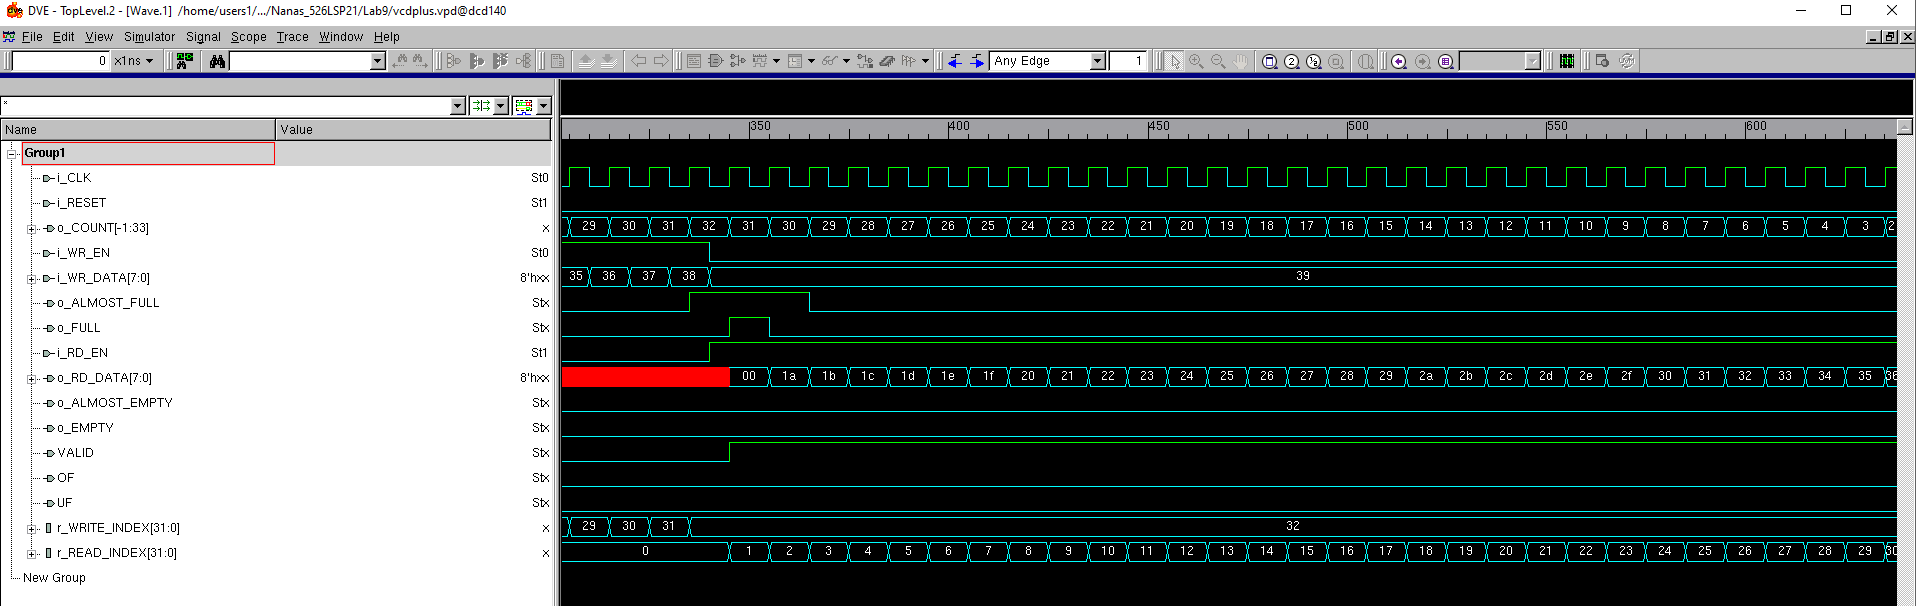 DVE - TopLevel.2 - [Wave.1] /home/users1/.../Nanas_526LSP21/Lab9/vcdplus.vpd@dcd140
File Edit View Simulator Signal Scope Trace Window Help
0 x1ns Any Edge 1
*
Name Value
350 400 450 500 550 600
Group1
i_CLK St0
i_RESET St1
o_COUNT[-1:33] x 29 30 31 32 31 30 29 28 27 26 25 24 23 22 21 20 19 18 17 16 15 14 13 12 11 10 9 8 7 6 5 4 3 2
i_WR_EN St0
i_WR_DATA[7:0] 8'hxx 35 36 37 38 39
o_ALMOST_FULL Stx
o_FULL Stx
i_RD_EN St1
o_RD_DATA[7:0] 8'hxx 00 1a 1b 1c 1d 1e 1f 20 21 22 23 24 25 26 27 28 29 2a 2b 2c 2d 2e 2f 30 31 32 33 34 35 36
o_ALMOST_EMPTY Stx
o_EMPTY Stx
VALID Stx
OF Stx
UF Stx
r_WRITE_INDEX[31:0] x 29 30 31 32
r_READ_INDEX[31:0] x 0 1 2 3 4 5 6 7 8 9 10 11 12 13 14 15 16 17 18 19 20 21 22 23 24 25 26 27 28 29 30
New Group